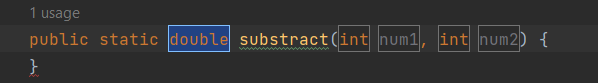 1 usage
public static double substract(int num1, int num2) {
}